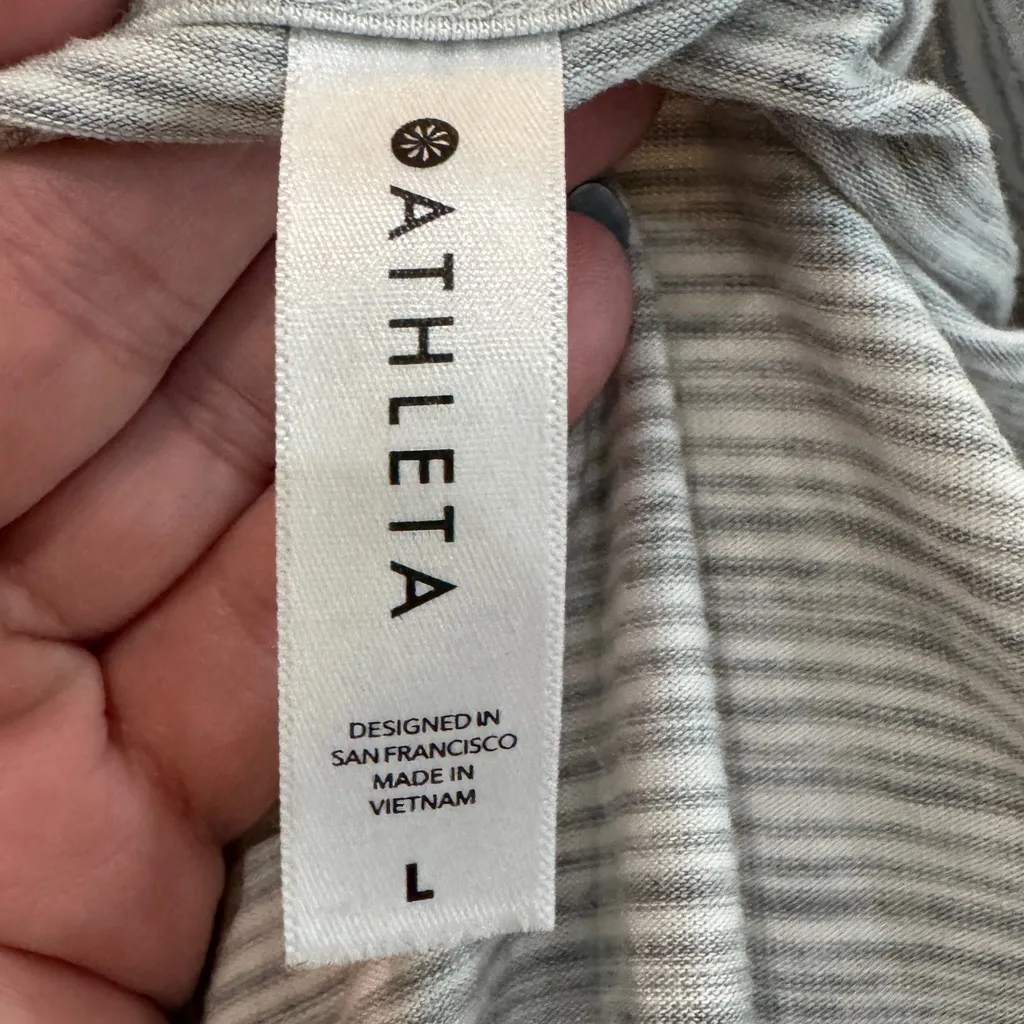 ATHLETA
DESIGNED IN
SAN FRANCISCO
MADE IN
VIETNAM
L